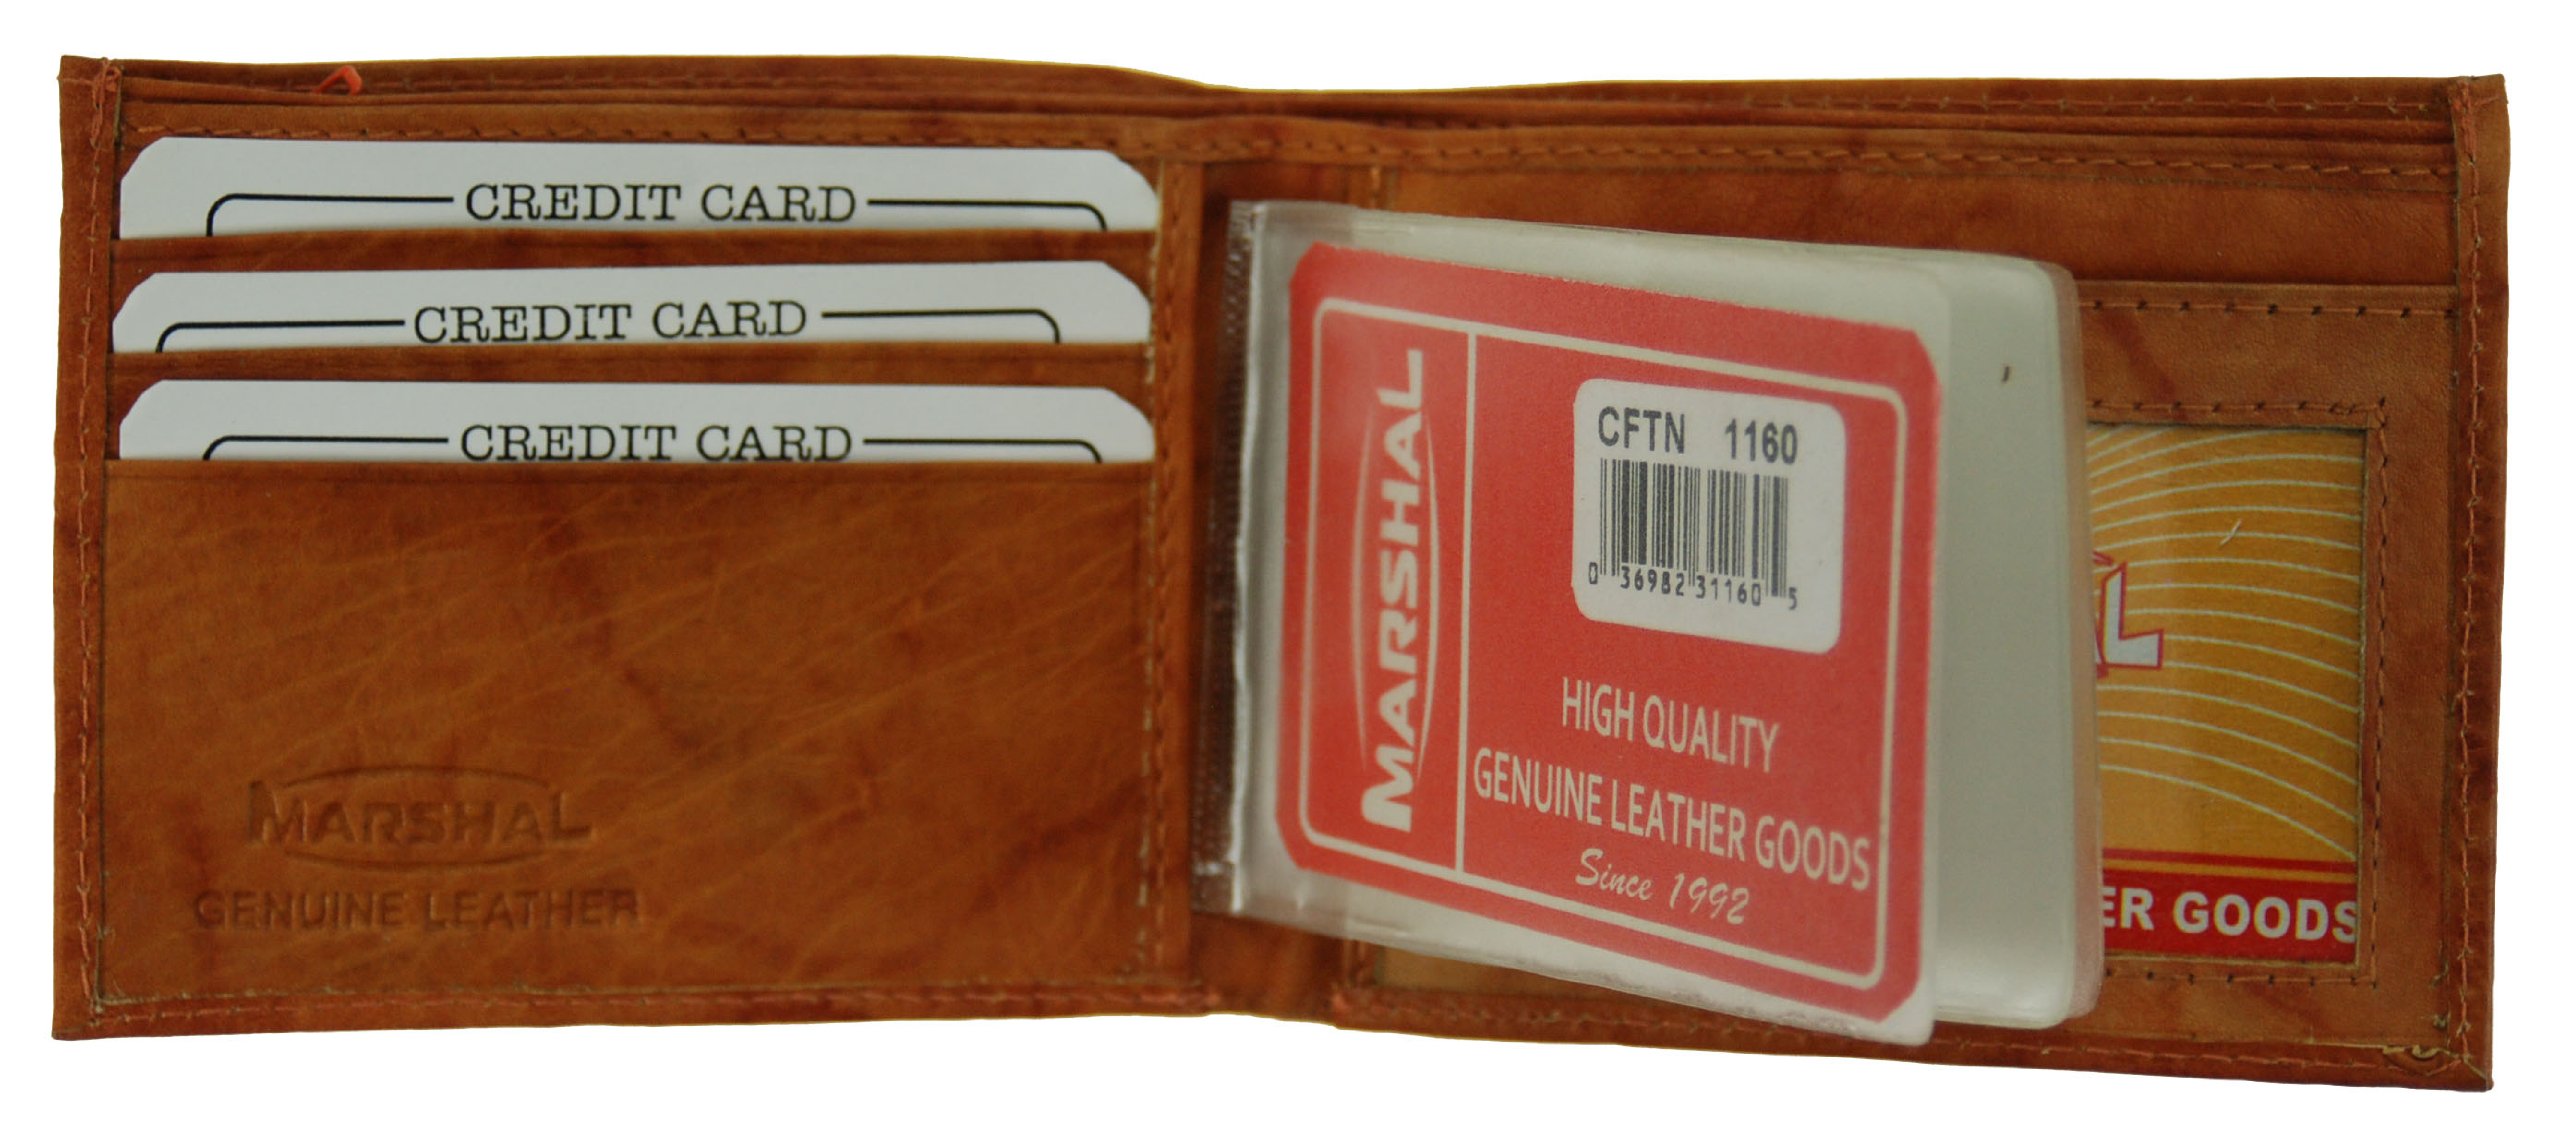 CREDIT CARD
CREDIT CARD
CREDIT CARD
MARSHAL
GENUINE LEATHER
MARSHAL
CFTN 1160
0 36982 31160 5
HIGH QUALITY
GENUINE LEATHER GOODS
Since 1992
GOODS